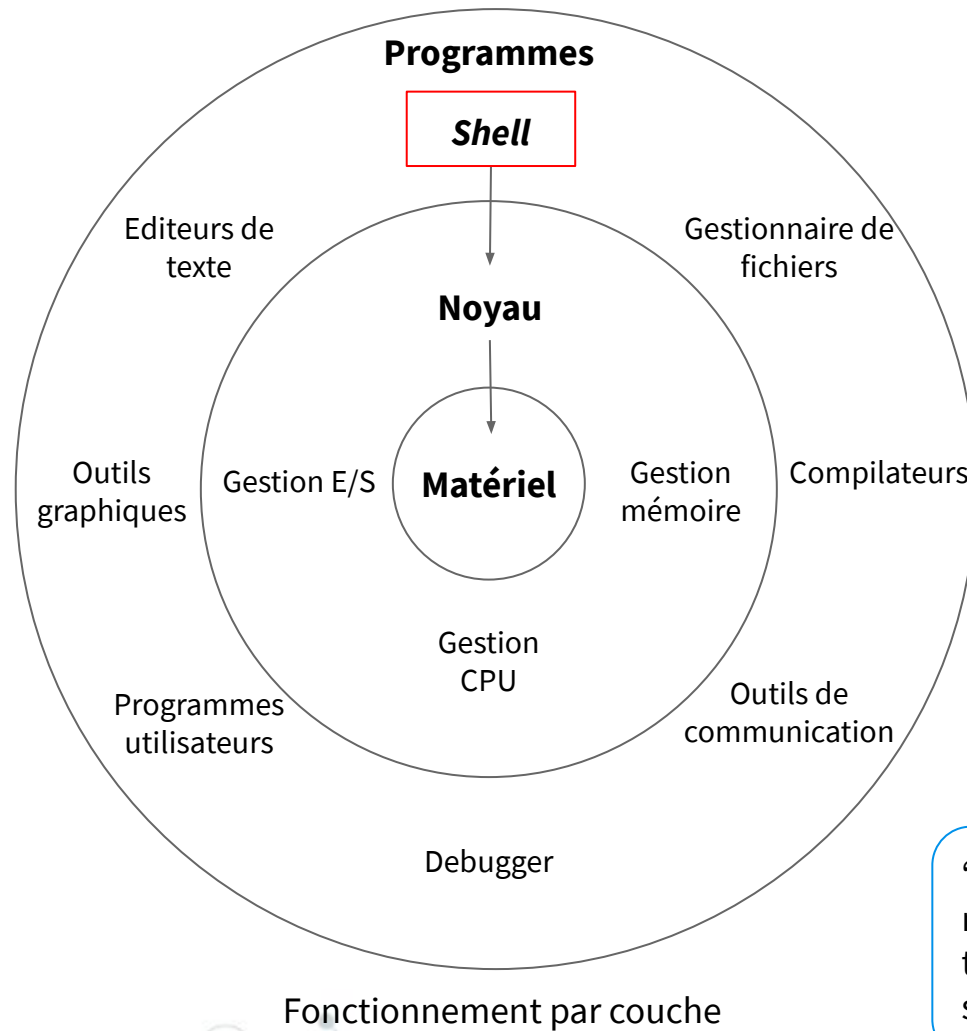 Programmes
Shell
Editeurs de
texte
Gestionnaire de
fichiers
Noyau
Outils
graphiques
Gestion E/S
Matériel
Gestion
mémoire
Compilateurs
Gestion
CPU
Programmes
utilisateurs
Outils de
communication
Debugger
Fonctionnement par couche